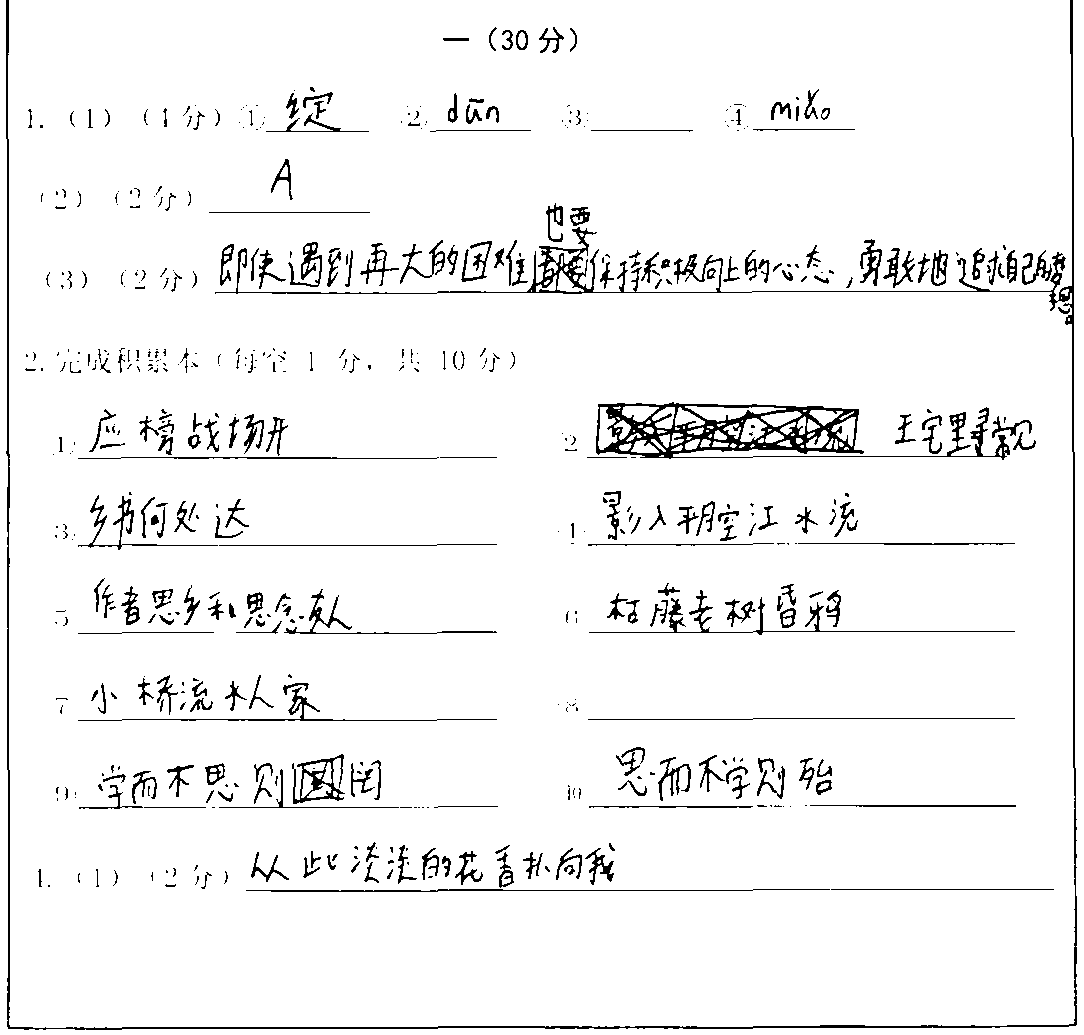 一（30 分）
1.（1）（4 分）① 绽 ② dūn ③ ④ miǎo
（2）（2 分） A
也要
（3）（2 分）即使遇到再大的困难保持积极向上的心态,勇敢地追求自己的梦
想。
2. 完成积累本（每空 1 分，共 10 分）
1. 应榜战场开 2 王宅里寻常见
3. 乡书何处达 4 影入平羌江水流
5 作者思乡和思念友人 6 枯藤老树昏鸦
7 小桥流水人家 8
9. 学而不思则罔 10 思而不学则殆
4.（1）（2 分）从此淡淡的花香扑向我